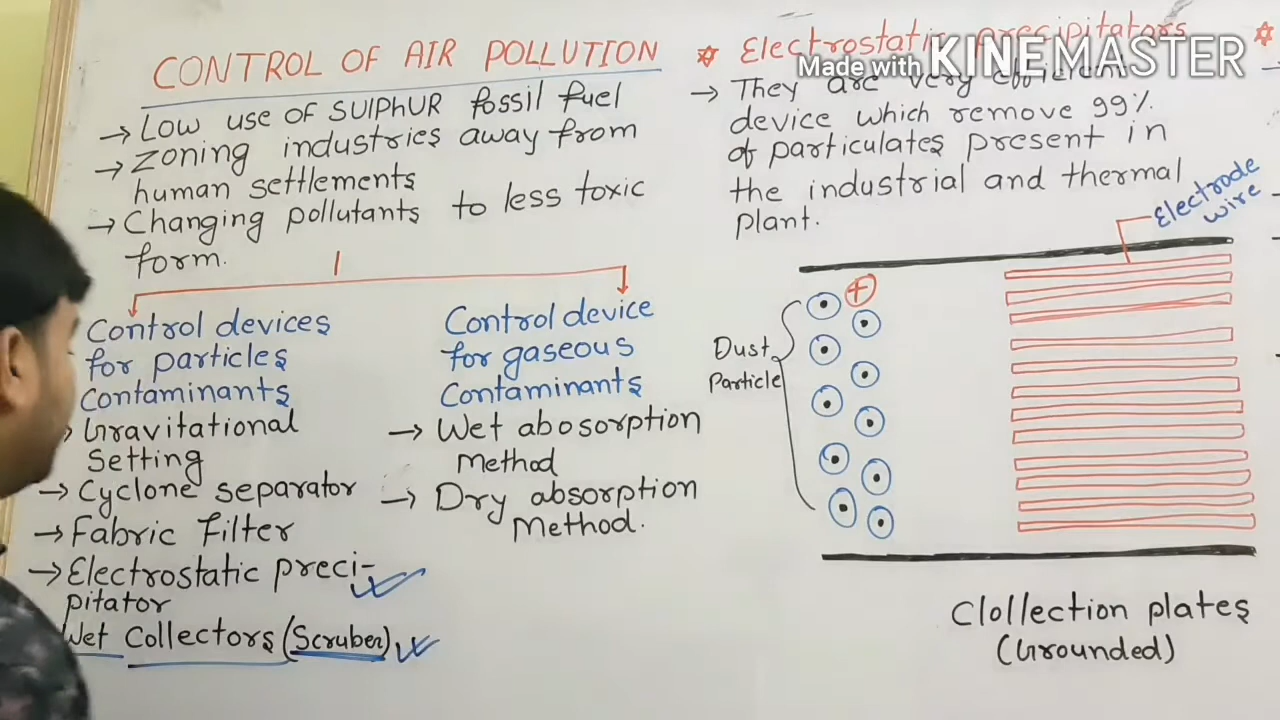 CONTROL OF AIR POLLUTION
→ Low use of SUlPhUR fossil fuel
→ Zoning industries away from
human settlements
→ Changing pollutants to less toxic
form.
Control devices
for particles
Contaminants
Gravitational
Setting
→ Cyclone separator
→ Fabric Filter
→ Electrostatic preci-
pitator
Wet Collectors (Scruber)
Control device
for gaseous
Contaminants
→ Wet abosorption
Method
→ Dry absorption
Method.
Electrostatic precipitators
Made with KINEMASTER
→ They are very efficient
device which remove 99%
of particulates present in
the industrial and thermal
plant.
Electrode
wire
+
Dust
Particle
Clollection plates
(Grounded)